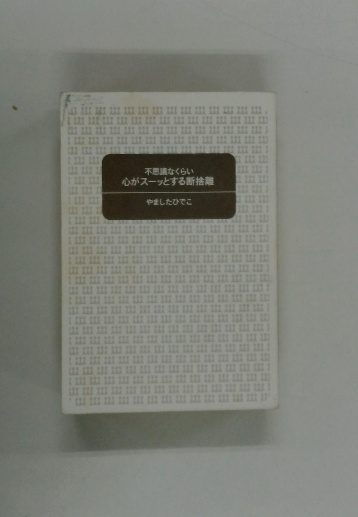 不思議なくらい
心がスーッとする断捨離
やましたひでこ